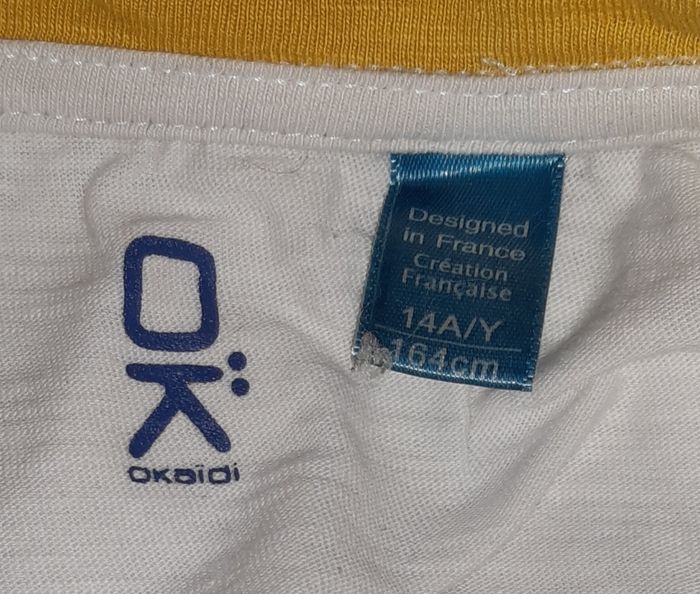 OK
okaïdi
Designed
in France
Création
Française
14A/Y
164cm